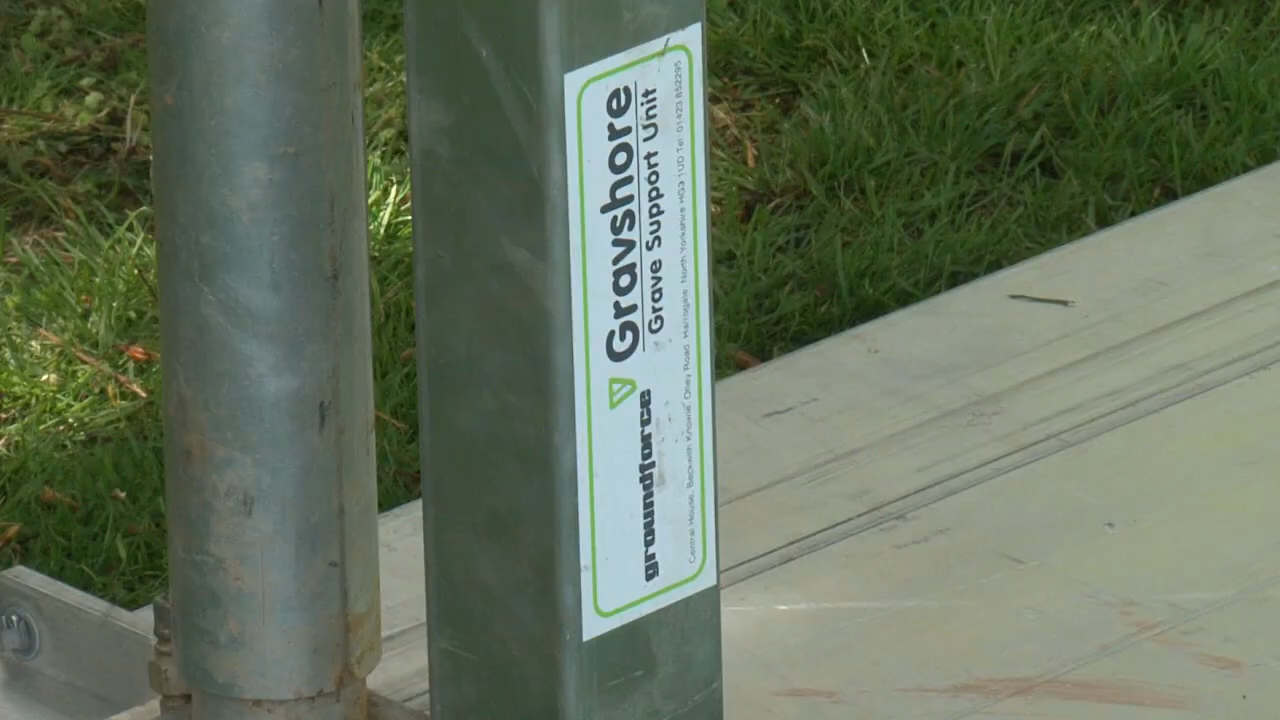 Gravshore
Grave Support Unit
groundforce
Central House, Beckwith Knowle, Otley Road, Harrogate, North Yorkshire HG3 1UD Tel: 01423 852295